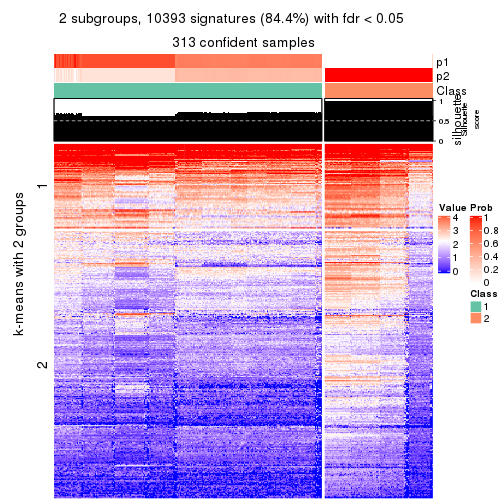 2 subgroups, 10393 signatures (84.4%) with fdr < 0.05
313 confident samples
p1
p2
Class
1
0.5
0
silhouette
Silhouette
score
k-means with 2 groups
1
2
Value
4
3
2
1
0
Prob
1
0.8
0.6
0.4
0.2
0
Class
1
2